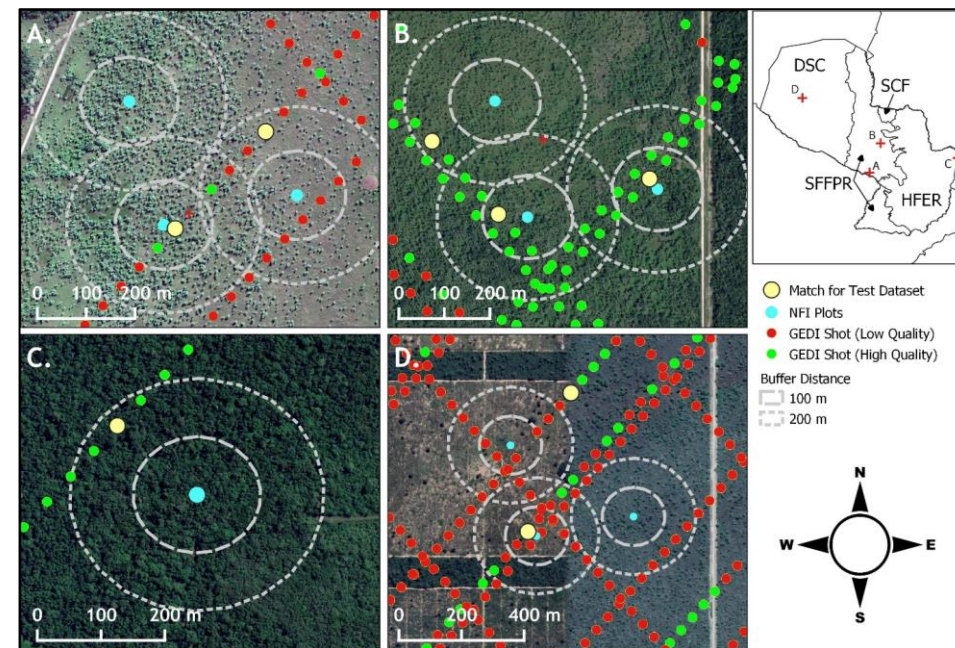 A.
0 100 200 m
B.
0 100 200 m
C.
0 100 200 m
D.
0 200 400 m
DSC
D
SCF
B
C
A
SFFPR
HFER
Match for Test Dataset
NFI Plots
GEDI Shot (Low Quality)
GEDI Shot (High Quality)
Buffer Distance
100 m
200 m
N
W E
S